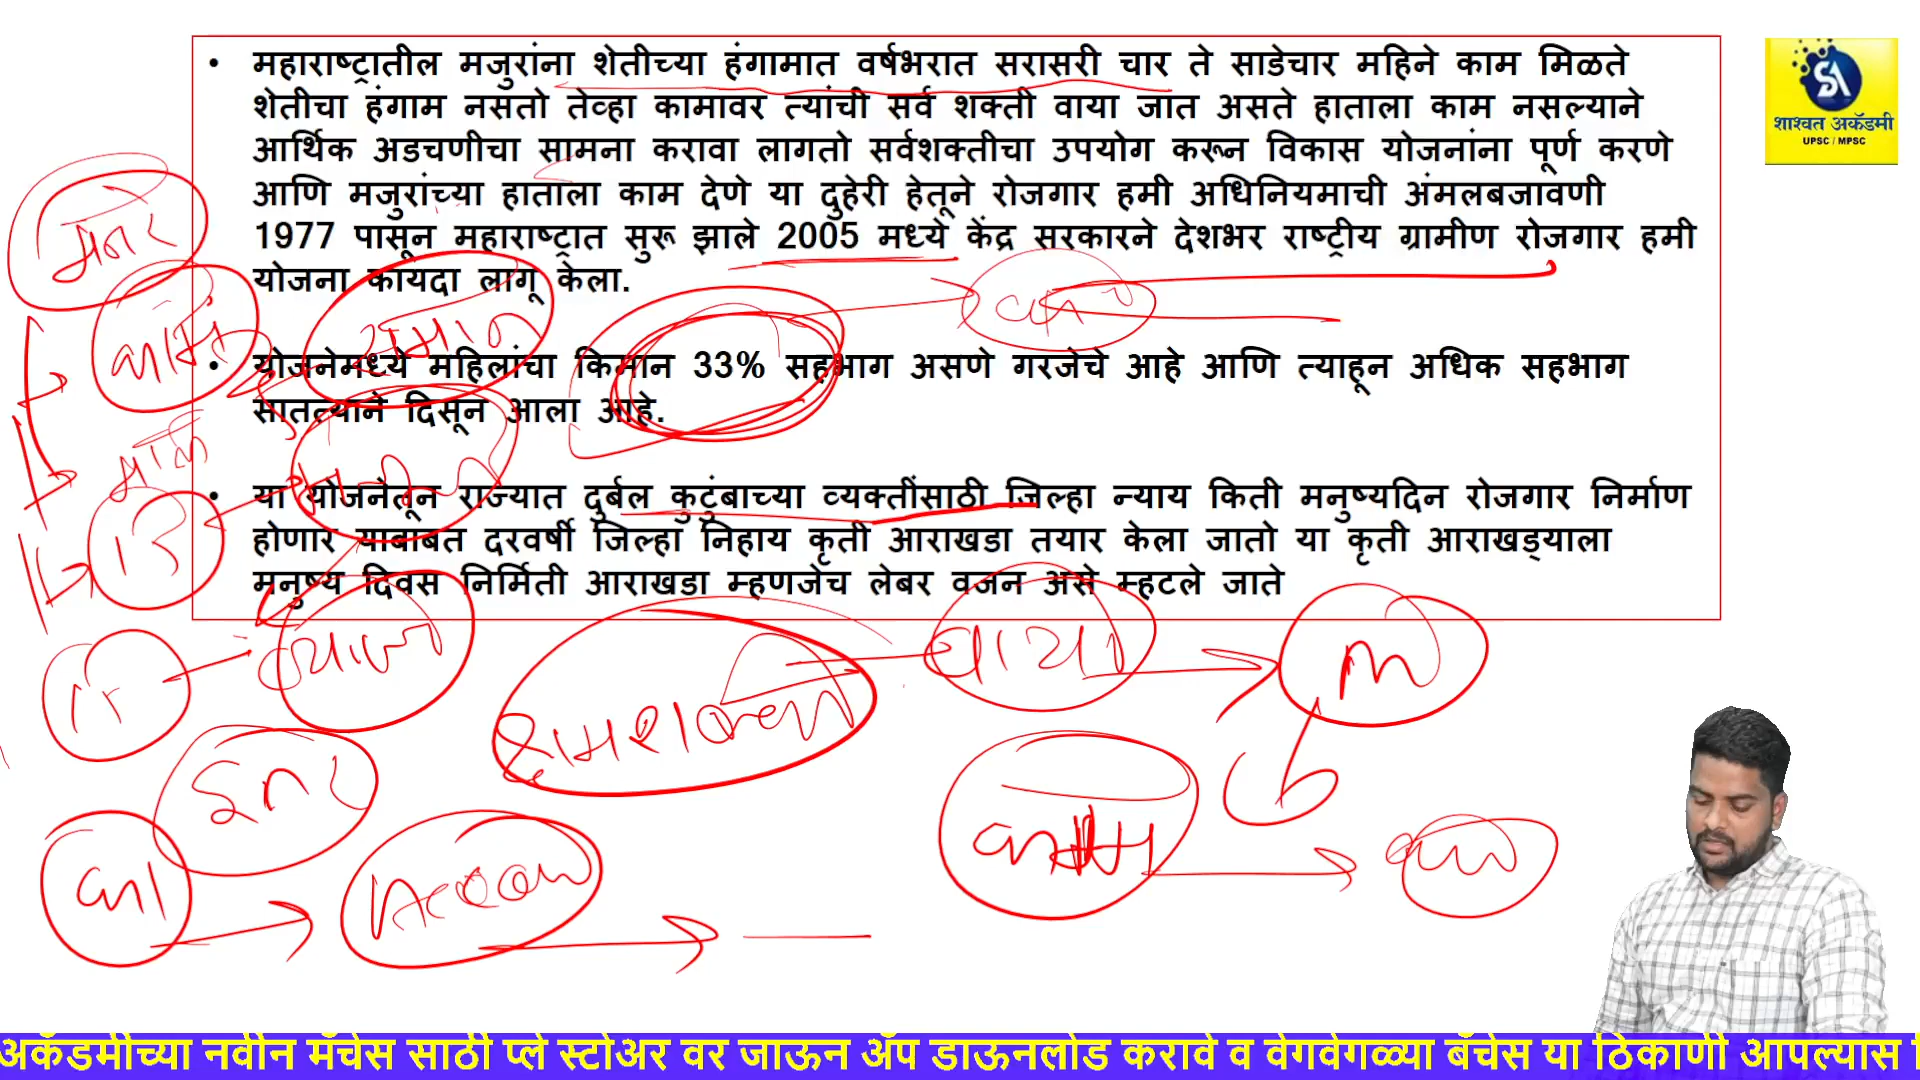 महाराष्ट्रातील मजुरांना शेतीच्या हंगामात वर्षभरात सरासरी चार ते साडेचार महिने काम मिळते
शेतीचा हंगाम नसतो तेव्हा कामावर त्यांची सर्व शक्ती वाया जात असते हाताला काम नसल्याने
आर्थिक अडचणीचा सामना करावा लागतो सर्वशक्तीचा उपयोग करून विकास योजनांना पूर्ण करणे
आणि मजुरांच्या हाताला काम देणे या दुहेरी हेतूने रोजगार हमी अधिनियमाची अंमलबजावणी
1977 पासून महाराष्ट्रात सुरू झाले 2005 मध्ये केंद्र सरकारने देशभर राष्ट्रीय ग्रामीण रोजगार हमी
योजना कायदा लागू केला.
योजनेमध्ये महिलांचा किमान 33% सहभाग असणे गरजेचे आहे आणि त्याहून अधिक सहभाग
सातत्याने दिसून आला आहे.
या योजनेतून राज्यात दुर्बल कुटुंबाच्या व्यक्तींसाठी जिल्हा न्याय किती मनुष्यदिन रोजगार निर्माण
होणार याबाबत दरवर्षी जिल्हा निहाय कृती आराखडा तयार केला जातो या कृती आराखड्याला
मनुष्य दिवस निर्मिती आराखडा म्हणजेच लेबर वजन असे म्हटले जाते
SA
शाश्वत अकॅडमी
UPSC / MPSC
मनरे
समान
वाया
इतर
अकॅडमीच्या नवीन मॅचेस साठी प्ले स्टोअर वर जाऊन ॲप डाऊनलोड करावे व वेगवेगळ्या बॅचेस या ठिकाणी आपल्यास